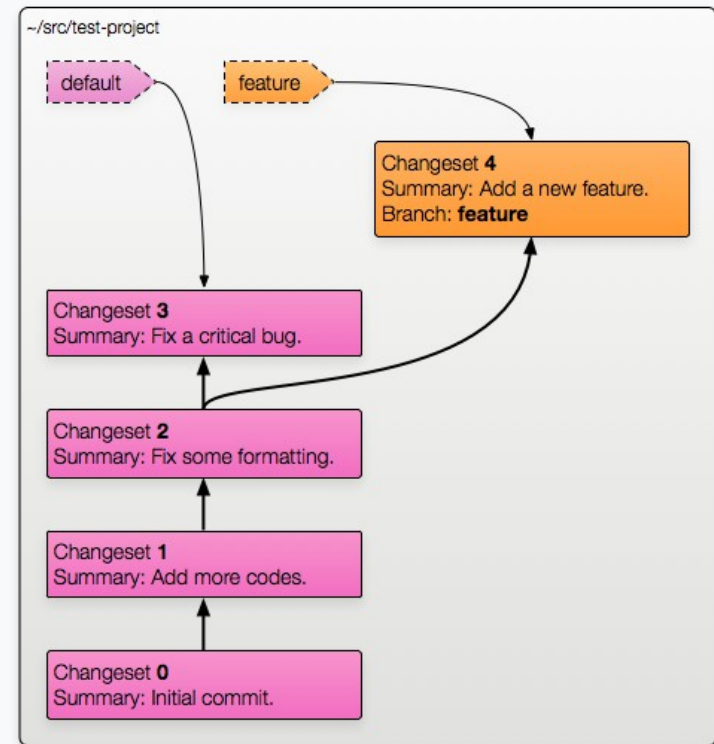 ~/src/test-project
default
feature
Changeset 4
Summary: Add a new feature.
Branch: feature
Changeset 3
Summary: Fix a critical bug.
Changeset 2
Summary: Fix some formatting.
Changeset 1
Summary: Add more codes.
Changeset 0
Summary: Initial commit.